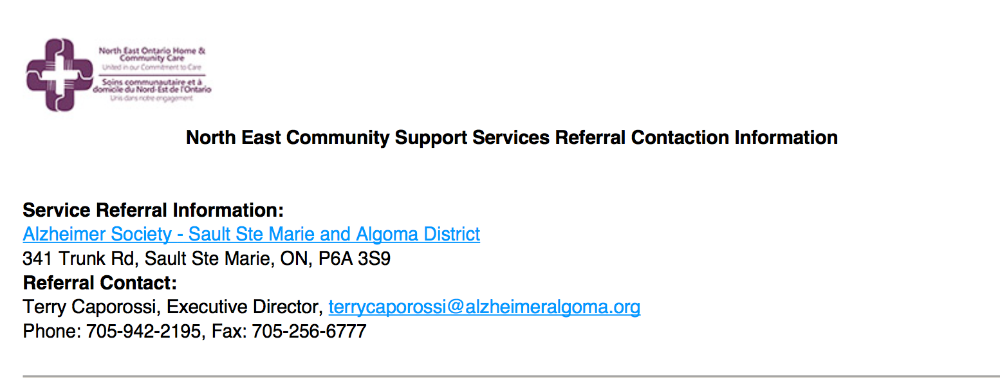 North East Ontario Home &
Community Care
United in our Commitment to Care
Soins communautaire et à
domicile du Nord-Est de l'Ontario
Unis dans notre engagement
North East Community Support Services Referral Contaction Information
Service Referral Information:
Alzheimer Society - Sault Ste Marie and Algoma District
341 Trunk Rd, Sault Ste Marie, ON, P6A 3S9
Referral Contact:
Terry Caporossi, Executive Director, terrycaporossi@alzheimeralgoma.org
Phone: 705-942-2195, Fax: 705-256-6777